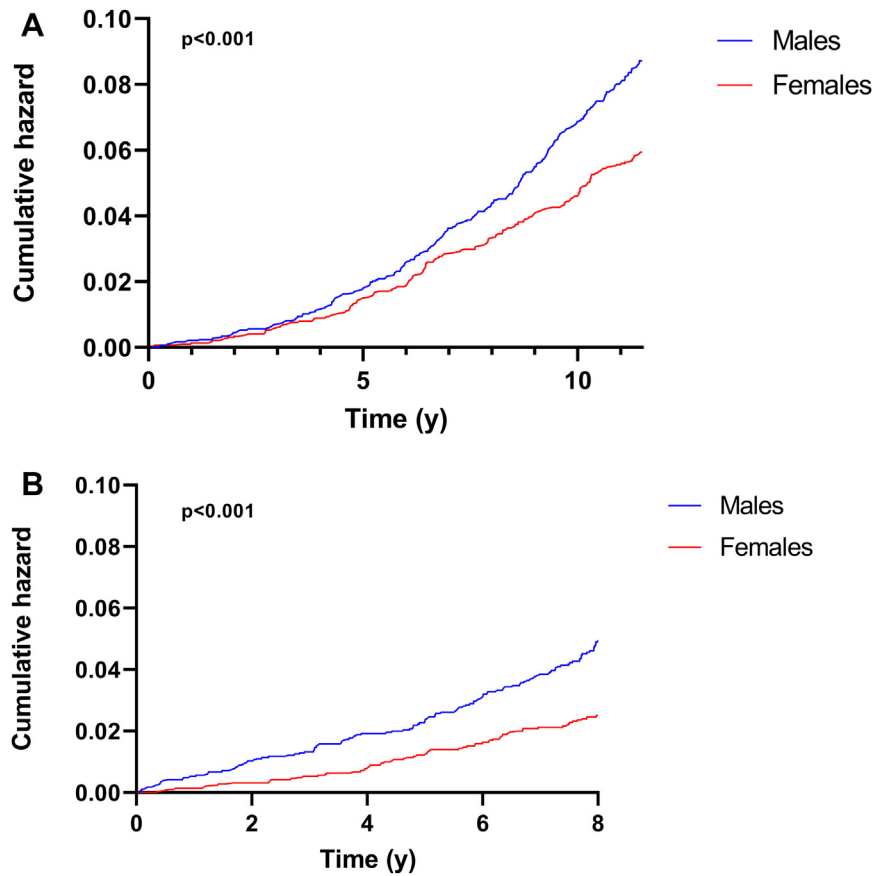 A
p<0.001
Males
Females
Cumulative hazard
0.10
0.08
0.06
0.04
0.02
0.00
0 5 10
Time (y)
B
p<0.001
Males
Females
Cumulative hazard
0.10
0.08
0.06
0.04
0.02
0.00
0 2 4 6 8
Time (y)